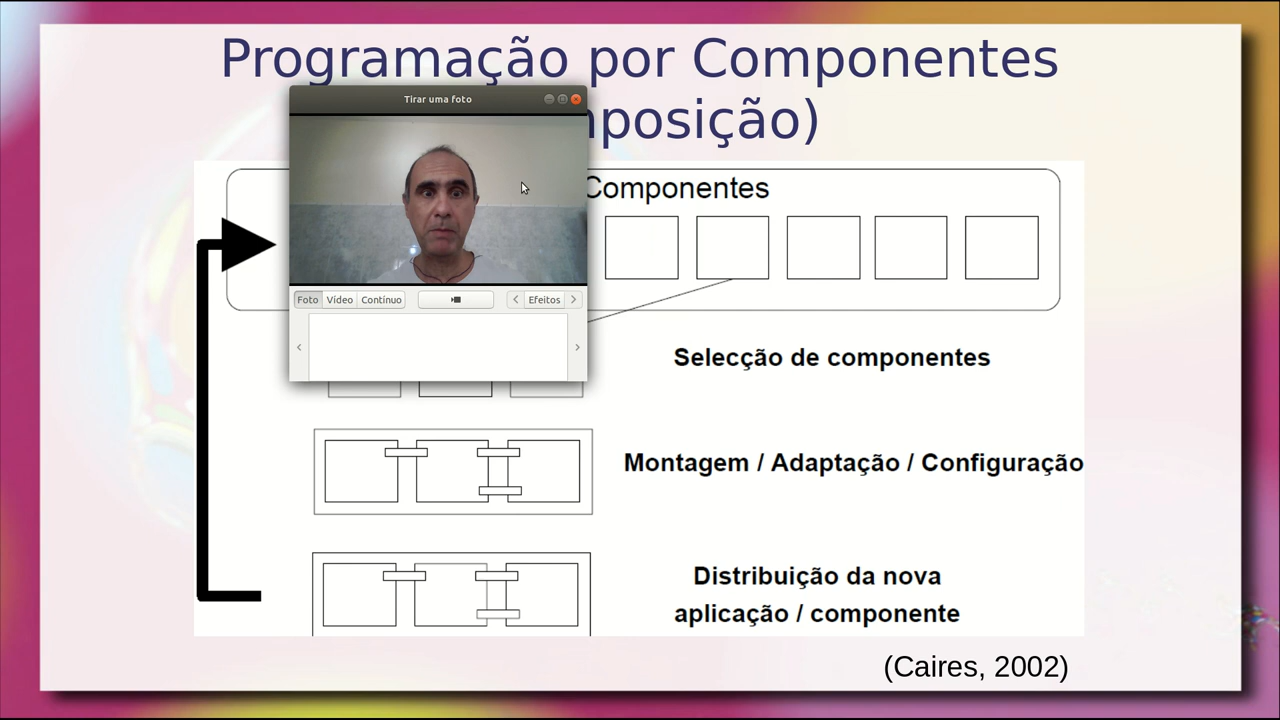 Programação por Componentes
posição)
Tirar uma foto
Componentes
Foto Vídeo Contínuo Efeitos
Selecção de componentes
Montagem / Adaptação / Configuração
Distribuição da nova
aplicação / componente
(Caires, 2002)